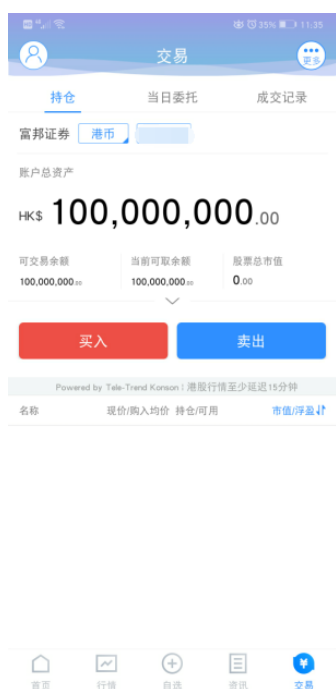 35% 11:35
交易
更多
持仓 当日委托 成交记录
富邦证券 港币
账户总资产
HK$ 100,000,000.00
可交易余额 当前可取余额 股票总市值
100,000,000.00 100,000,000.00 0.00
买入 卖出
Powered by Tele-Trend Konson | 港股行情至少延迟15分钟
名称 现价/购入均价 持仓/可用 市值/浮盈
首页 行情 自选 资讯 交易